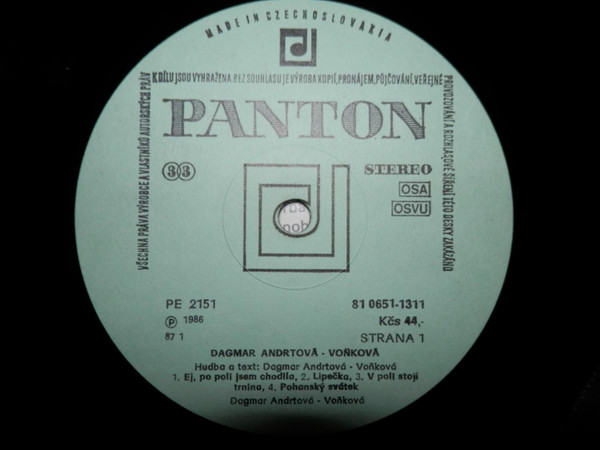 MADE IN CZECHOSLOVAKIA
VŠECHNA PRÁVA VÝROBCE A VLASTNÍKŮ AUTORSKÝCH PRÁV
K DÍLU JSOU VYHRAŽENA. BEZ SOUHLASU JE VÝROBA KOPIÍ, PRONÁJEM, PŮJČOVÁNÍ, VEŘEJNÉ
PROVOZOVÁNÍ A ROZHLASOVÉ ŠÍŘENÍ TÉTO DESKY ZAKÁZÁNO
PANTON
33
STEREO
OSA
OSVU
PE 2151
81 0651-1311
Ⓟ 1986
Kčs 44,-
87 1
STRANA 1
DAGMAR ANDRTOVÁ - VOŇKOVÁ
Hudba a text: Dagmar Andrtová - Voňková
1. Ej, po poli jsem chodila, 2. Lipečka, 3. V poli stojí
trnina, 4. Pohanský svátek
Dagmar Andrtová - Voňková